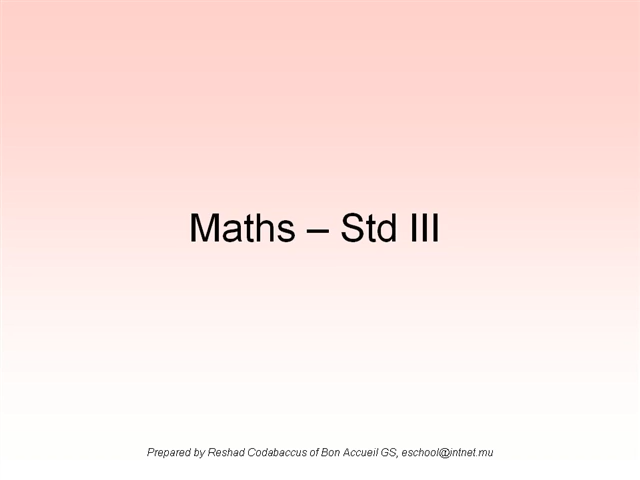 Maths – Std III
Prepared by Reshad Codabaccus of Bon Accueil GS, eschool@intnet.mu